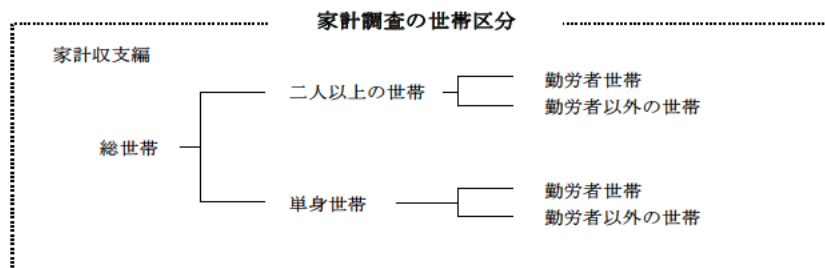 家計調査の世帯区分
家計収支編
総世帯
二人以上の世帯
勤労者世帯
勤労者以外の世帯
単身世帯
勤労者世帯
勤労者以外の世帯